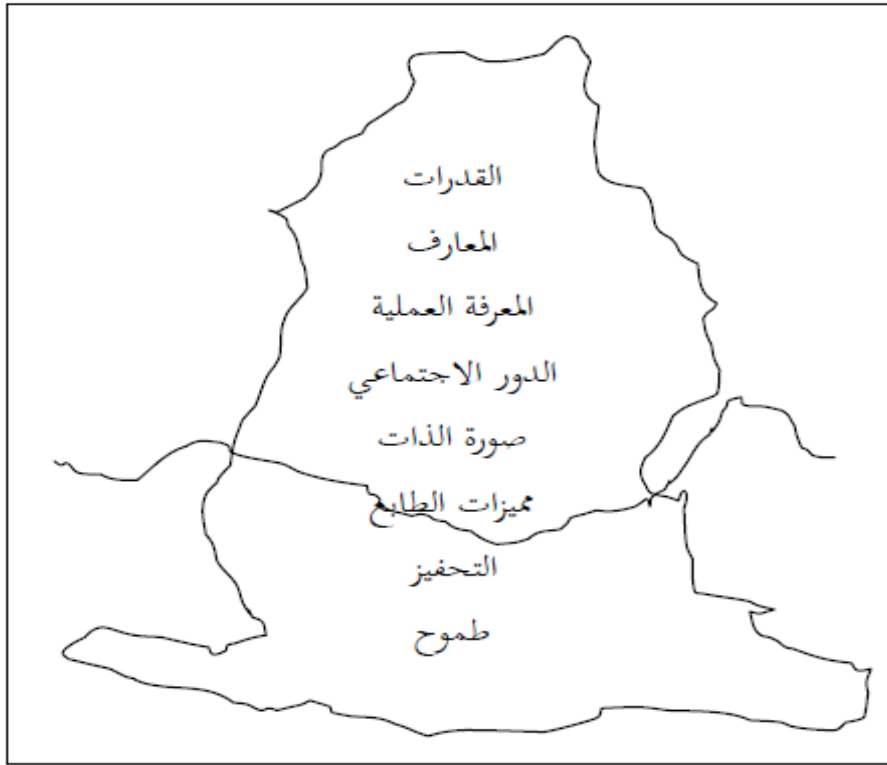 القدرات
المعارف
المعرفة العملية
الدور الاجتماعي
صورة الذات
مميزات الطابع
التحفيز
طموح